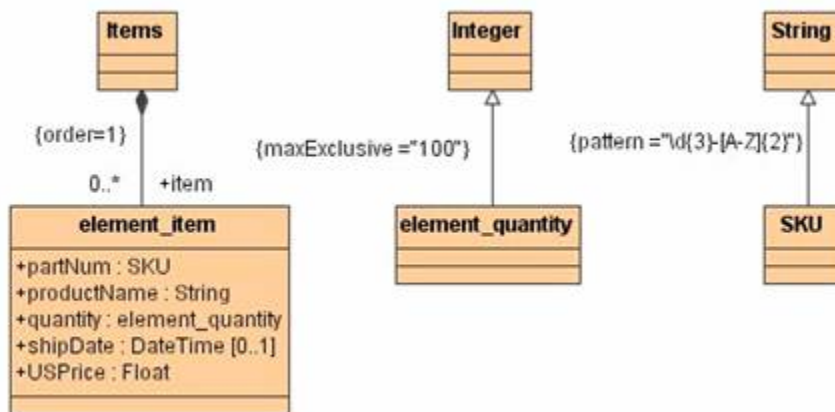 Items
Integer
String
{order=1}
{maxExclusive ="100"}
{pattern ="\d{3}-[A-Z]{2}"}
0..* +item
element_item
element_quantity
SKU
+partNum : SKU
+productName : String
+quantity : element_quantity
+shipDate : DateTime [0..1]
+USPrice : Float